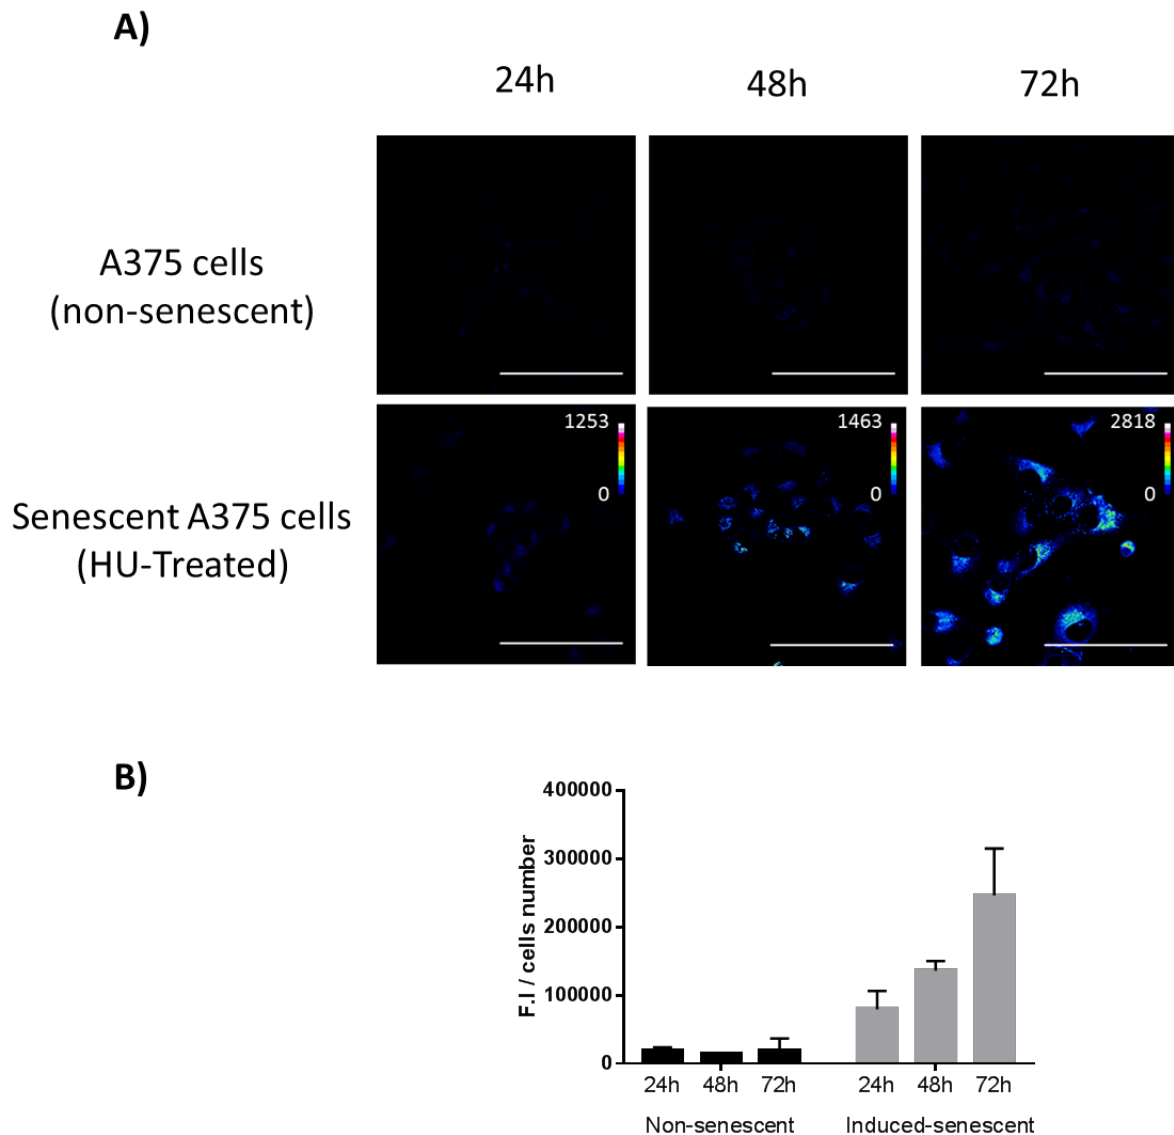 A)
24h
48h
72h
A375 cells
(non-senescent)
1253
0
1463
0
2818
0
Senescent A375 cells
(HU-Treated)
B)
400000
300000
200000
100000
0
F.I / cells number
24h
48h
72h
24h
48h
72h
Non-senescent
Induced-senescent